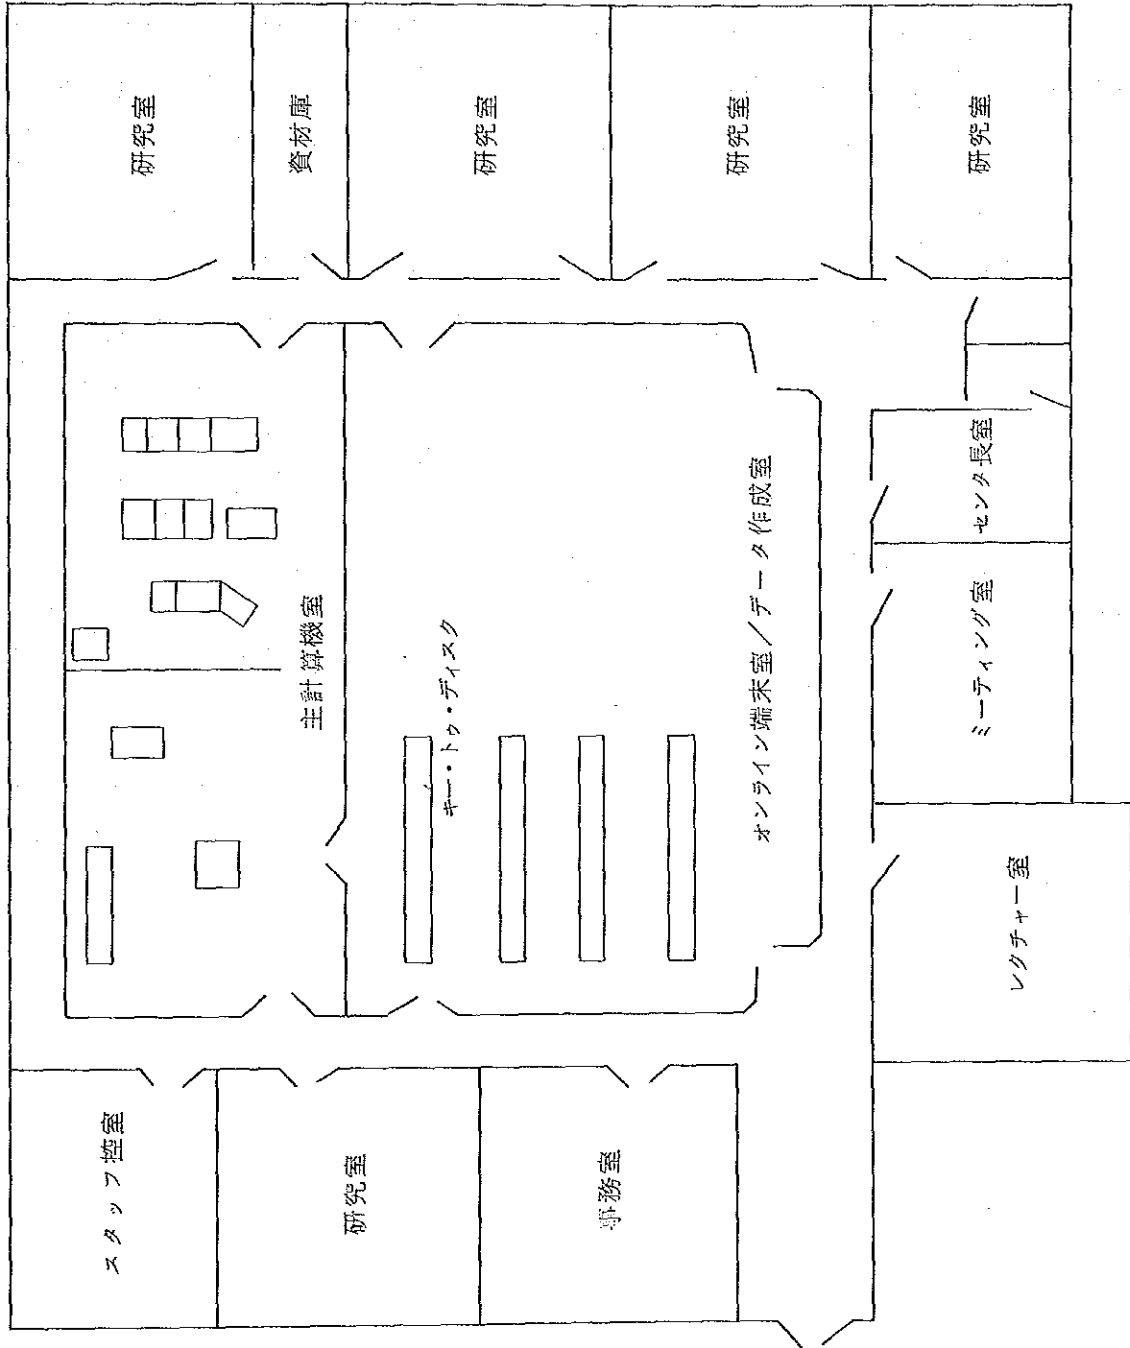 スタッフ控室
研究室
資材庫
主計算機室
研究室
キー・トゥ・ディスク
研究室
事務室
研究室
オンライン端末室／データ作成室
ミーティング室
センタ長室
研究室
レクチャー室